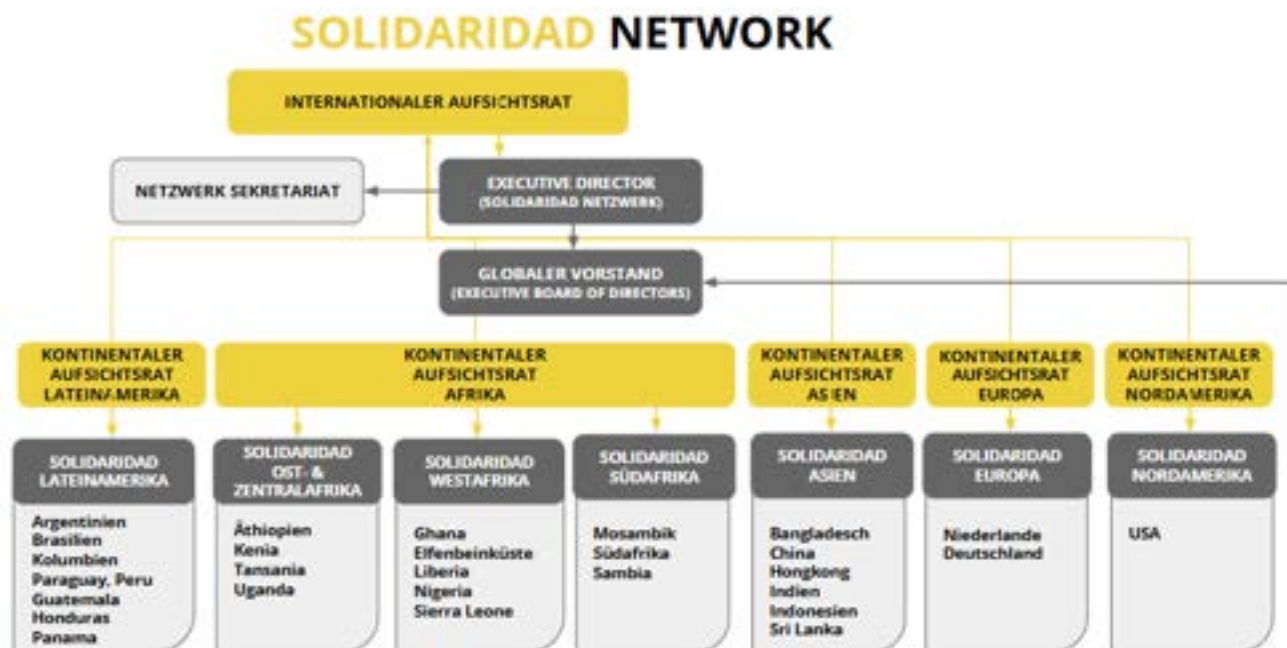 SOLIDARIDAD NETWORK
INTERNATIONALER AUFSICHTSRAT
NETZWERK SEKRETARIAT
EXECUTIVE DIRECTOR
(SOLIDARIDAD NETZWERK)
GLOBALER VORSTAND
(EXECUTIVE BOARD OF DIRECTORS)
KONTINENTALER
AUFSICHTSRAT
LATEINAMERIKA
KONTINENTALER
AUFSICHTSRAT
AFRIKA
KONTINENTALER
AUFSICHTSRAT
ASIEN
KONTINENTALER
AUFSICHTSRAT
EUROPA
KONTINENTALER
AUFSICHTSRAT
NORDAMERIKA
SOLIDARIDAD
LATEINAMERIKA
Argentinien
Brasilien
Kolumbien
Paraguay, Peru
Guatemala
Honduras
Panama
SOLIDARIDAD
OST- &
ZENTRALAFRIKA
Äthiopien
Kenia
Tansania
Uganda
SOLIDARIDAD
WESTAFRIKA
Ghana
Elfenbeinküste
Liberia
Nigeria
Sierra Leone
SOLIDARIDAD
SÜDAFRIKA
Mosambik
Südafrika
Sambia
SOLIDARIDAD
ASIEN
Bangladesch
China
Hongkong
Indien
Indonesien
Sri Lanka
SOLIDARIDAD
EUROPA
Niederlande
Deutschland
SOLIDARIDAD
NORDAMERIKA
USA